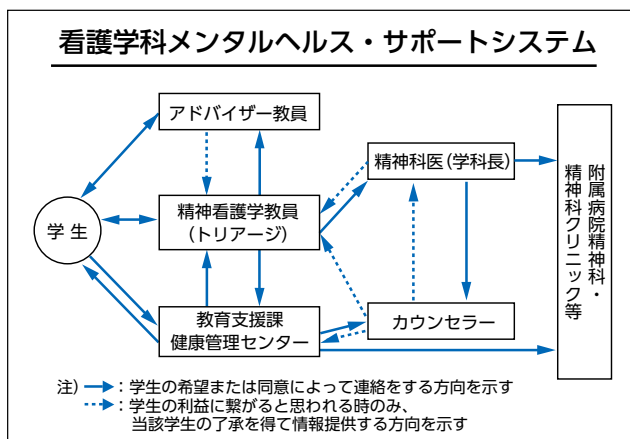 看護学科メンタルヘルス・サポートシステム
アドバイザー教員
精神科医(学科長)
学生
精神看護学教員
(トリアージ)
附属病院精神科・
精神科クリニック等
教育支援課
健康管理センター
カウンセラー
注) :学生の希望または同意によって連絡をする方向を示す
:学生の利益に繋がると思われる時のみ、
当該学生の了承を得て情報提供する方向を示す